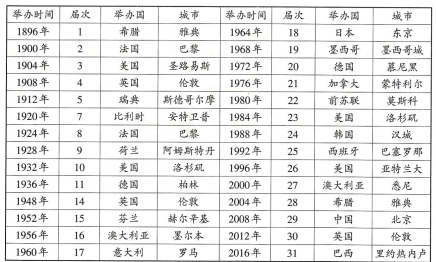 举办时间 届次 举办国 城市 举办时间 届次 举办国 城市
1896年 1 希腊 雅典 1964年 18 日本 东京
1900年 2 法国 巴黎 1968年 19 墨西哥 墨西哥城
1904年 3 美国 圣路易斯 1972年 20 德国 慕尼黑
1908年 4 英国 伦敦 1976年 21 加拿大 蒙特利尔
1912年 5 瑞典 斯德哥尔摩 1980年 22 前苏联 莫斯科
1920年 7 比利时 安特卫普 1984年 23 美国 洛杉矶
1924年 8 法国 巴黎 1988年 24 韩国 汉城
1928年 9 荷兰 阿姆斯特丹 1992年 25 西班牙 巴塞罗那
1932年 10 美国 洛杉矶 1996年 26 美国 亚特兰大
1936年 11 德国 柏林 2000年 27 澳大利亚 悉尼
1948年 14 英国 伦敦 2004年 28 希腊 雅典
1952年 15 芬兰 赫尔辛基 2008年 29 中国 北京
1956年 16 澳大利亚 墨尔本 2012年 30 英国 伦敦
1960年 17 意大利 罗马 2016年 31 巴西 里约热内卢